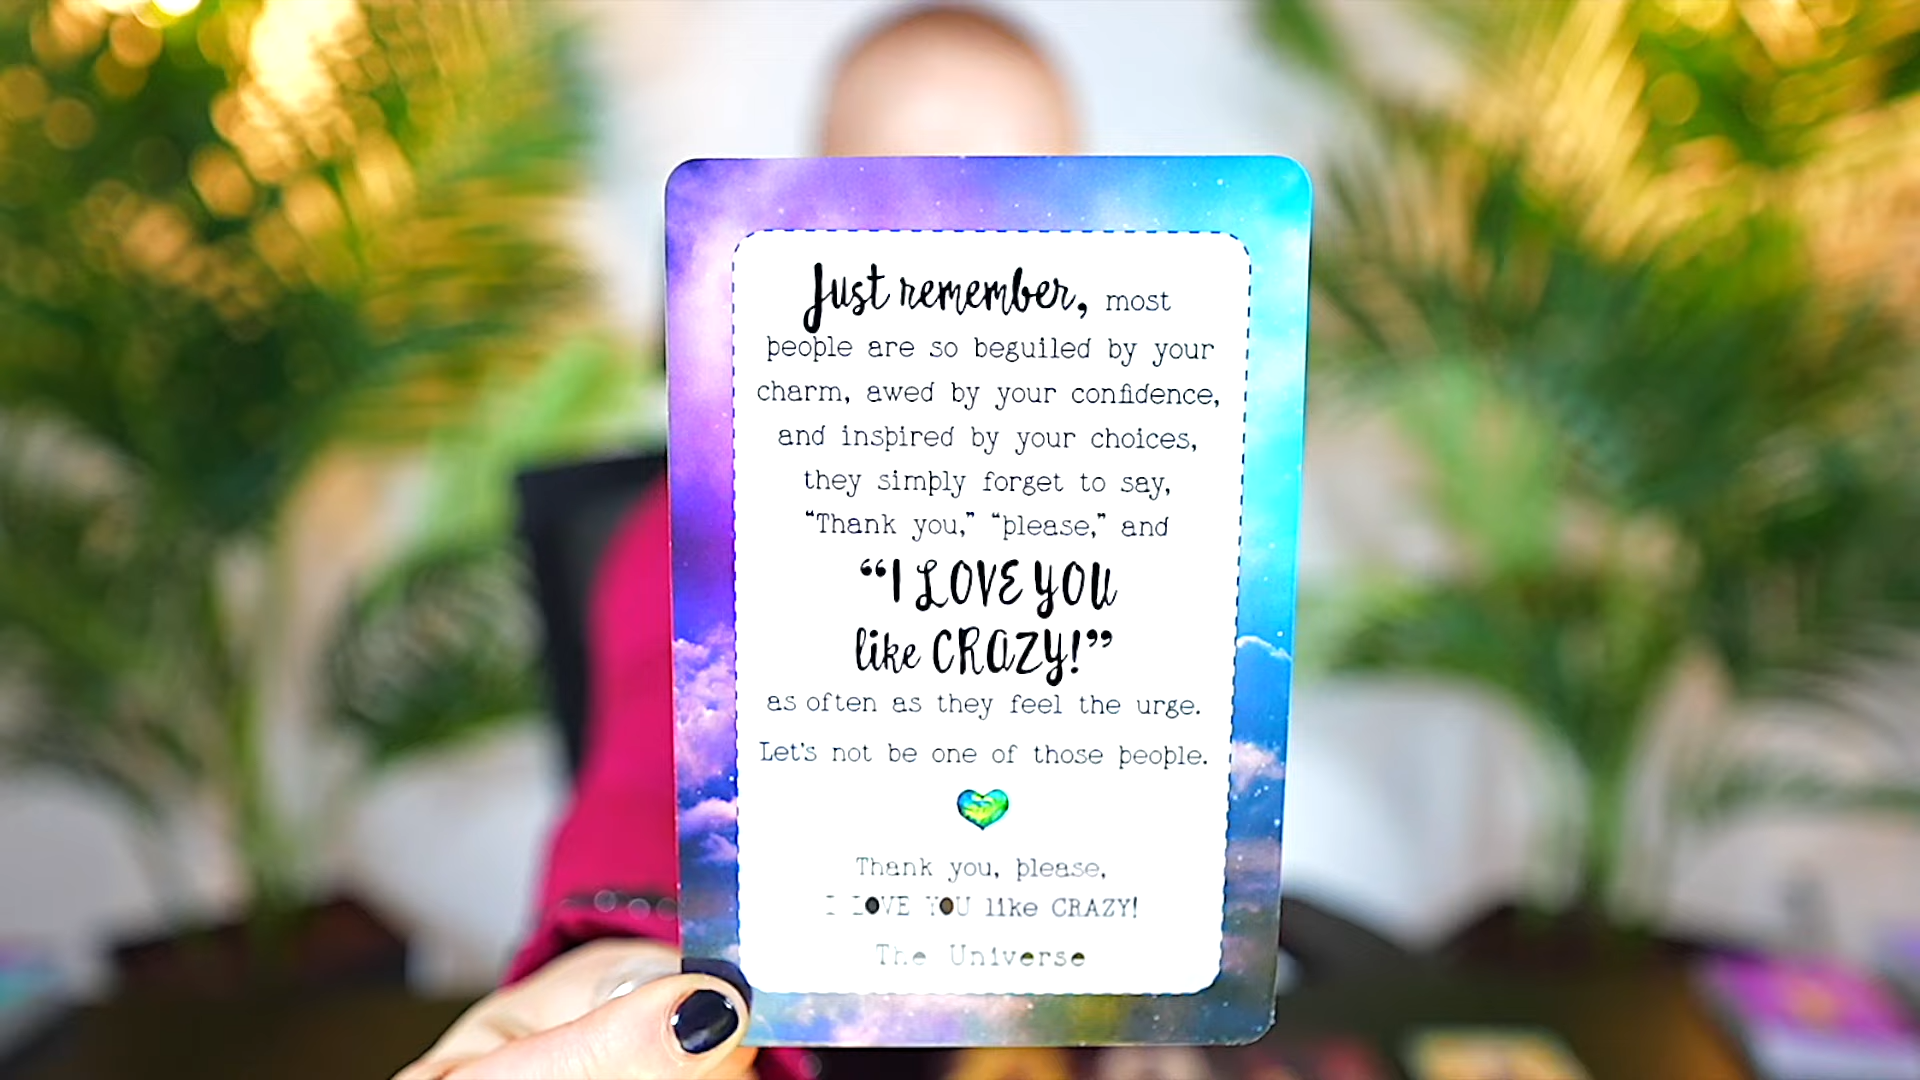 Just remember, most
people are so beguiled by your
charm, awed by your confidence,
and inspired by your choices,
they simply forget to say,
“Thank you,” “please,” and
“I LOVE YOU
like CRAZY!”
as often as they feel the urge.
Let's not be one of those people.
Thank you, please,
I LOVE YOU like CRAZY!
The Universe